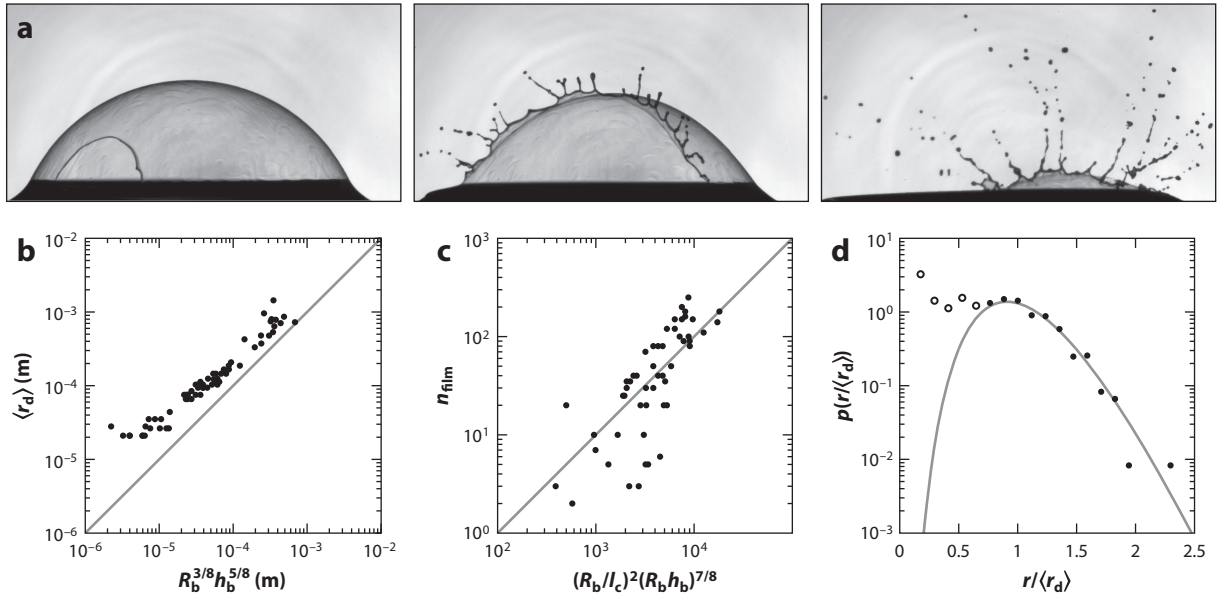 a
b
10⁻²
10⁻³
10⁻⁴
10⁻⁵
10⁻⁶
10⁻⁶ 10⁻⁵ 10⁻⁴ 10⁻³ 10⁻²
⟨r_d⟩ (m)
R_b^{3/8}h_b^{5/8} (m)
c
10³
10²
10¹
10⁰
10² 10³ 10⁴
n_film
(R_b/l_c)²(R_bh_b)^{7/8}
d
10¹
10⁰
10⁻¹
10⁻²
10⁻³
0 0.5 1 1.5 2 2.5
p(r/⟨r_d⟩)
r/⟨r_d⟩